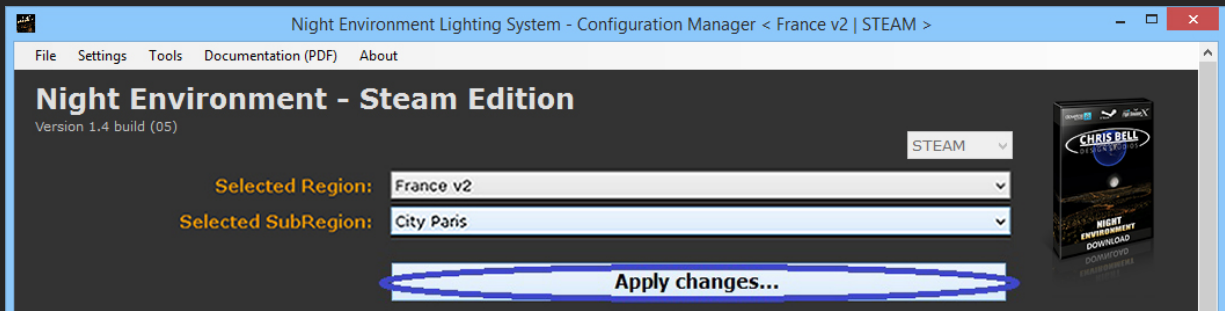 Night Environment Lighting System - Configuration Manager < France v2 | STEAM >
File Settings Tools Documentation (PDF) About
Night Environment - Steam Edition
Version 1.4 build (05)
STEAM
Selected Region: France v2
Selected SubRegion: City Paris
Apply changes...
CHRIS BELL
DESIGN STUDIOS
NIGHT
ENVIRONMENT
DOWNLOAD